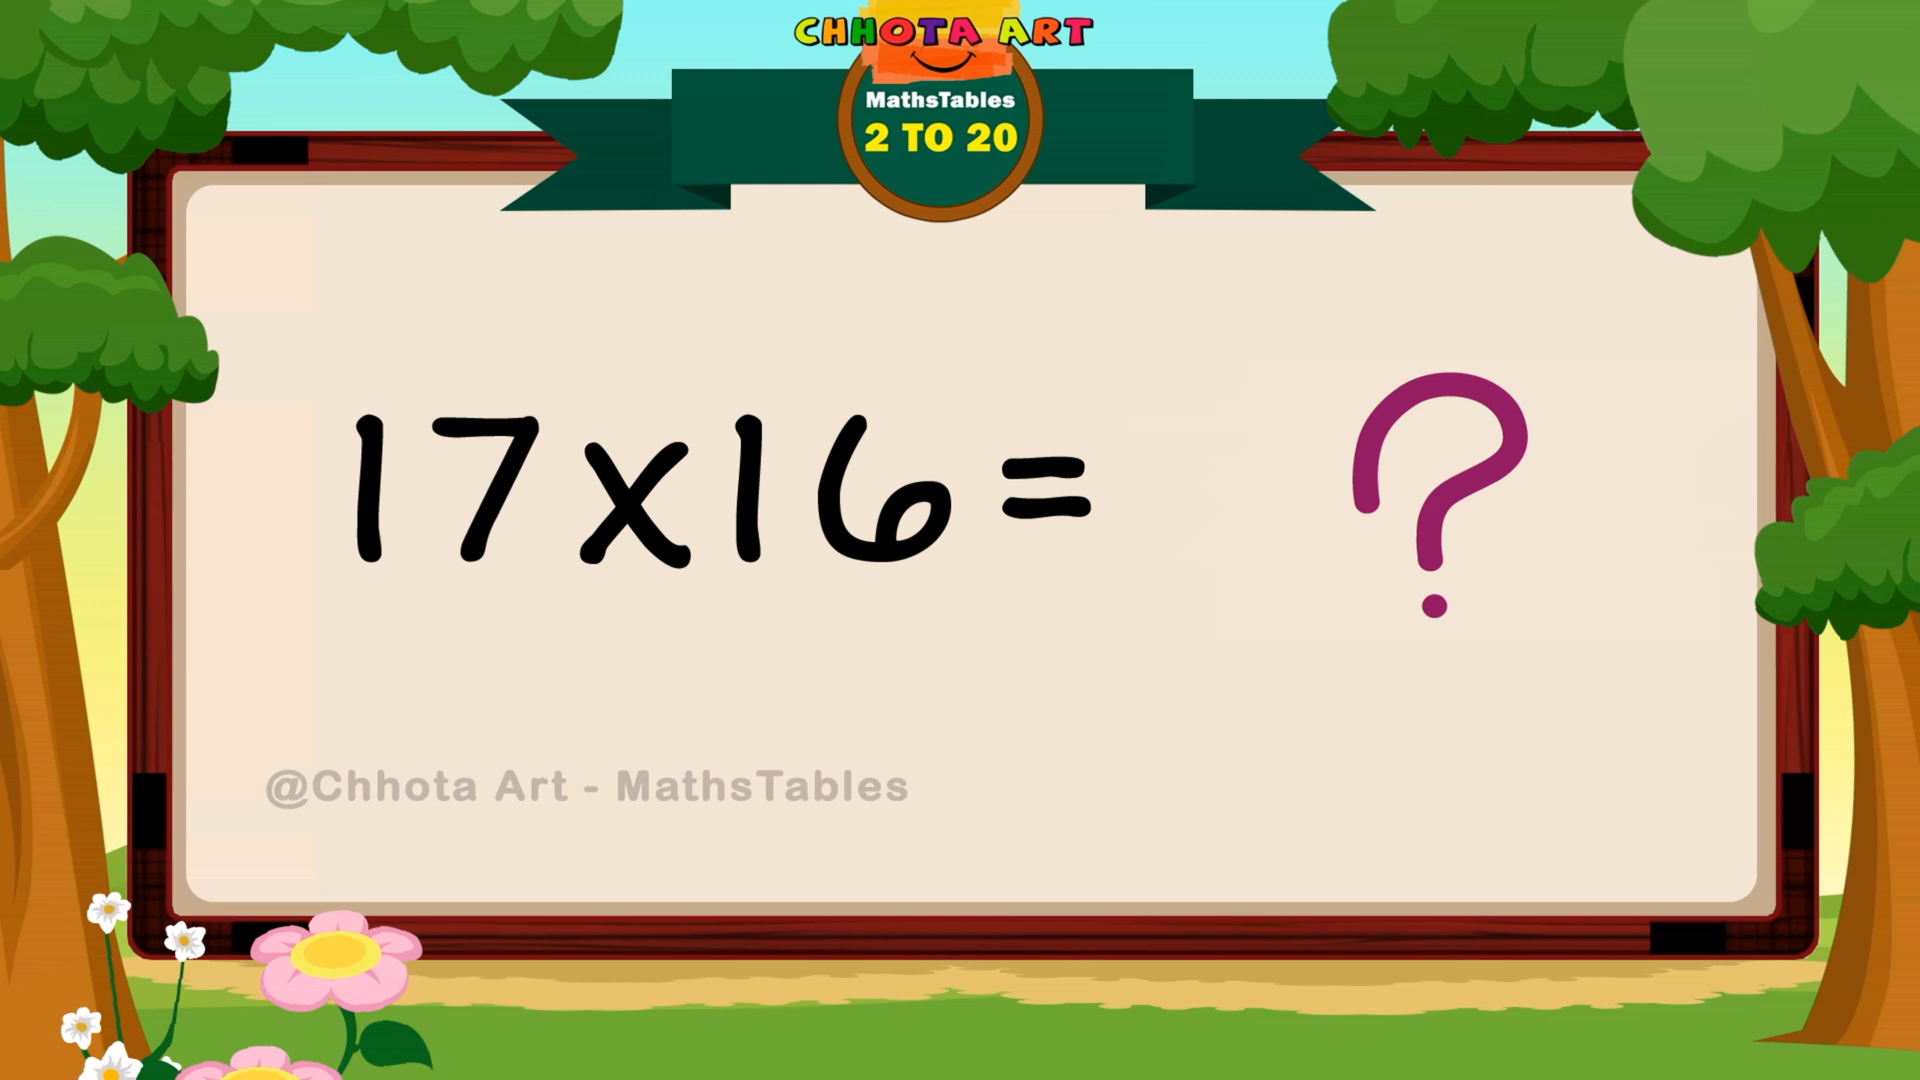 CHHOTA ART
MathsTables
2 TO 20
17x16= ?
@Chhota Art - MathsTables